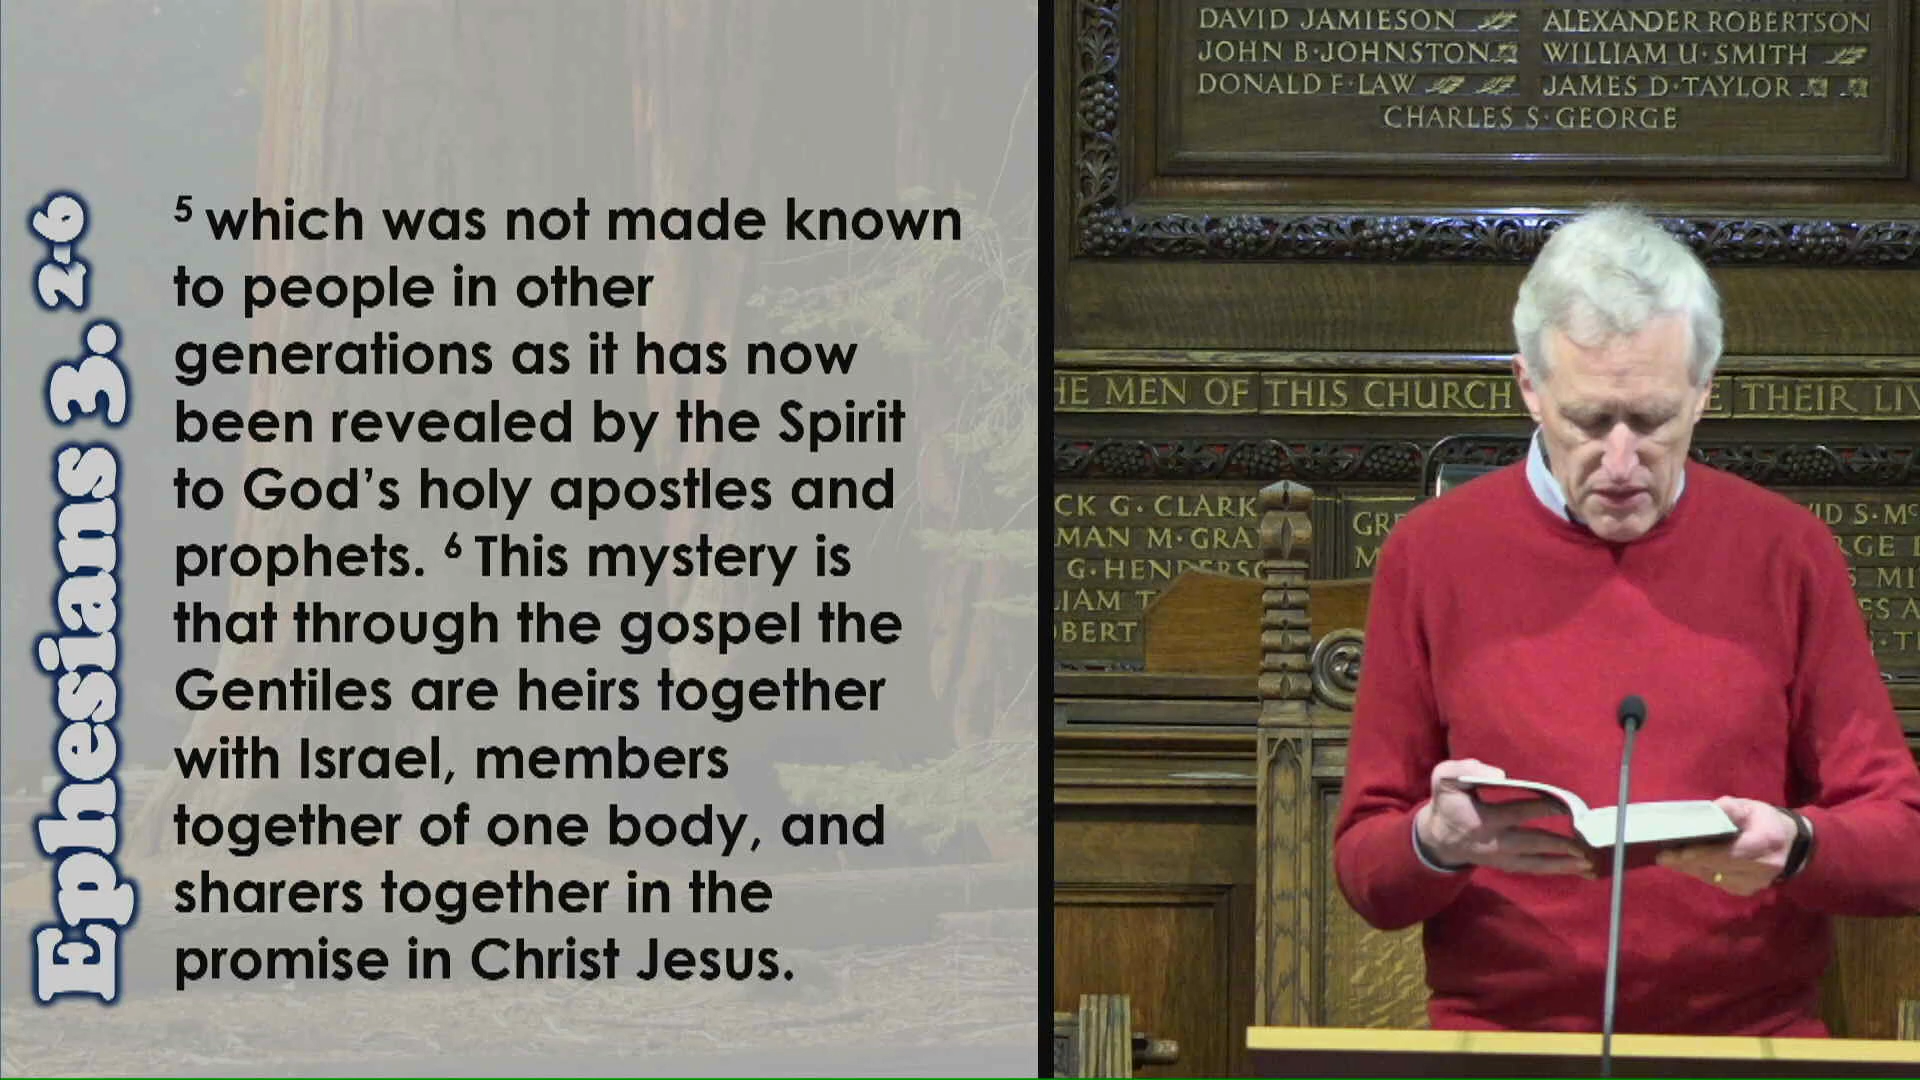 Ephesians 3. 2-6
5 which was not made known
to people in other
generations as it has now
been revealed by the Spirit
to God’s holy apostles and
prophets. 6 This mystery is
that through the gospel the
Gentiles are heirs together
with Israel, members
together of one body, and
sharers together in the
promise in Christ Jesus.
DAVID JAMIESON ALEXANDER ROBERTSON
JOHN B·JOHNSTON WILLIAM U·SMITH
DONALD F·LAW JAMES D·TAYLOR
CHARLES S·GEORGE
MEN OF THIS CHURCH THEIR
G·CLARK
G·HENDERSO